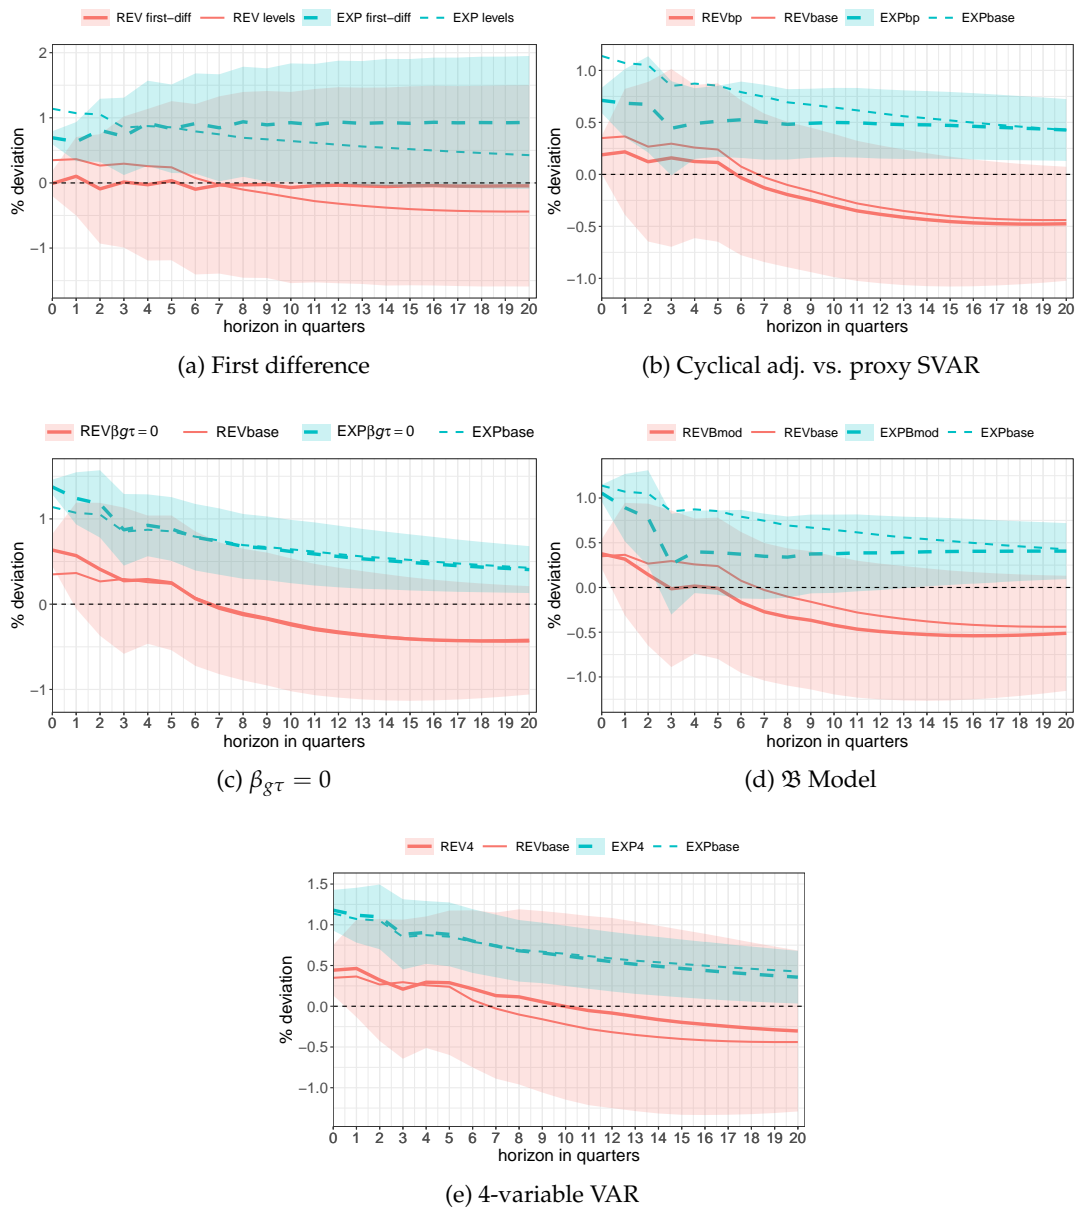 REV first−diff REV levels EXP first−diff EXP levels
REVbp REVbase EXPbp EXPbase
2
1
0
−1
% deviation
0 1 2 3 4 5 6 7 8 9 10 11 12 13 14 15 16 17 18 19 20
horizon in quarters
(a) First difference
1.0
0.5
0.0
−0.5
−1.0
% deviation
0 1 2 3 4 5 6 7 8 9 10 11 12 13 14 15 16 17 18 19 20
horizon in quarters
(b) Cyclical adj. vs. proxy SVAR
REVβgτ = 0 REVbase EXPβgτ = 0 EXPbase
1
0
−1
% deviation
0 1 2 3 4 5 6 7 8 9 10 11 12 13 14 15 16 17 18 19 20
horizon in quarters
(c) βgτ = 0
REVBmod REVbase EXPBmod EXPbase
1.0
0.5
0.0
−0.5
−1.0
% deviation
0 1 2 3 4 5 6 7 8 9 10 11 12 13 14 15 16 17 18 19 20
horizon in quarters
(d) 𝔅 Model
REV4 REVbase EXP4 EXPbase
1.5
1.0
0.5
0.0
−0.5
−1.0
% deviation
0 1 2 3 4 5 6 7 8 9 10 11 12 13 14 15 16 17 18 19 20
horizon in quarters
(e) 4-variable VAR